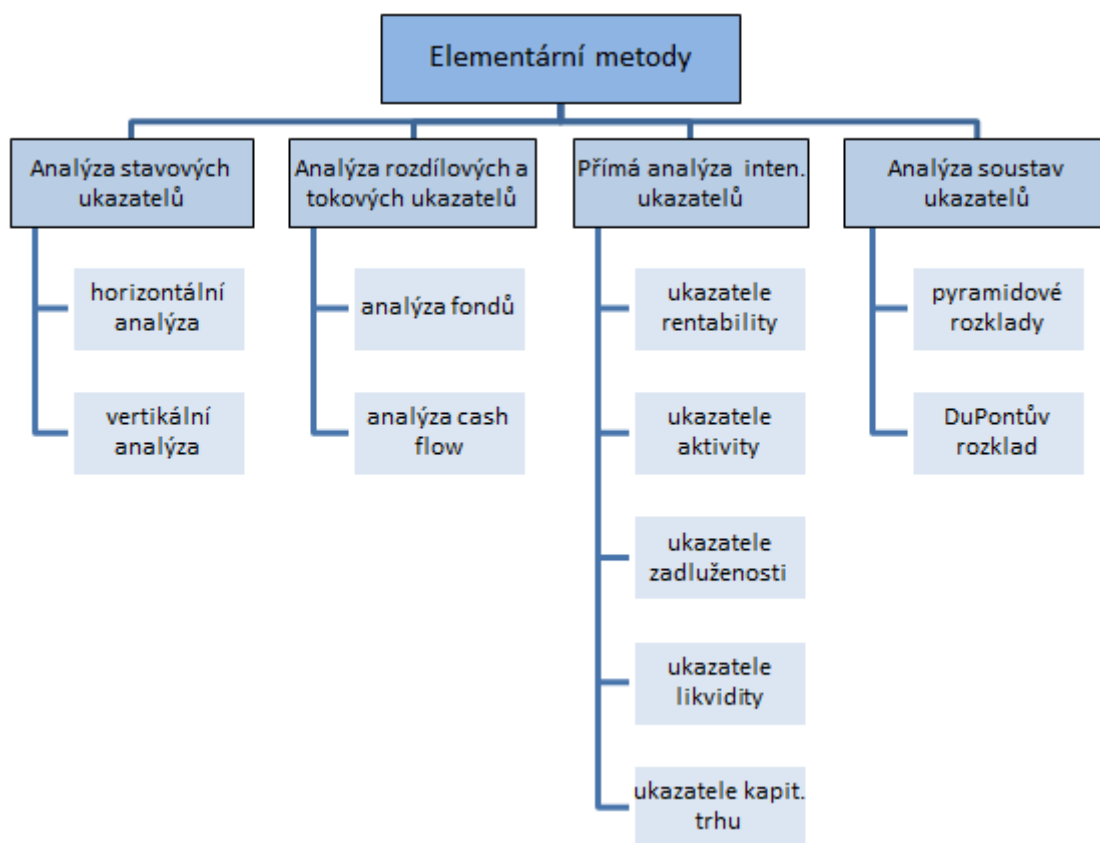 Elementární metody
Analýza stavových
ukazatelů
Analýza rozdílových a
tokových ukazatelů
Přímá analýza inten.
ukazatelů
Analýza soustav
ukazatelů
horizontální
analýza
vertikální
analýza
analýza fondů
analýza cash
flow
ukazatele
rentability
ukazatele
aktivity
ukazatele
zadluženosti
ukazatele
likvidity
ukazatele kapit.
trhu
pyramidové
rozklady
DuPontův
rozklad